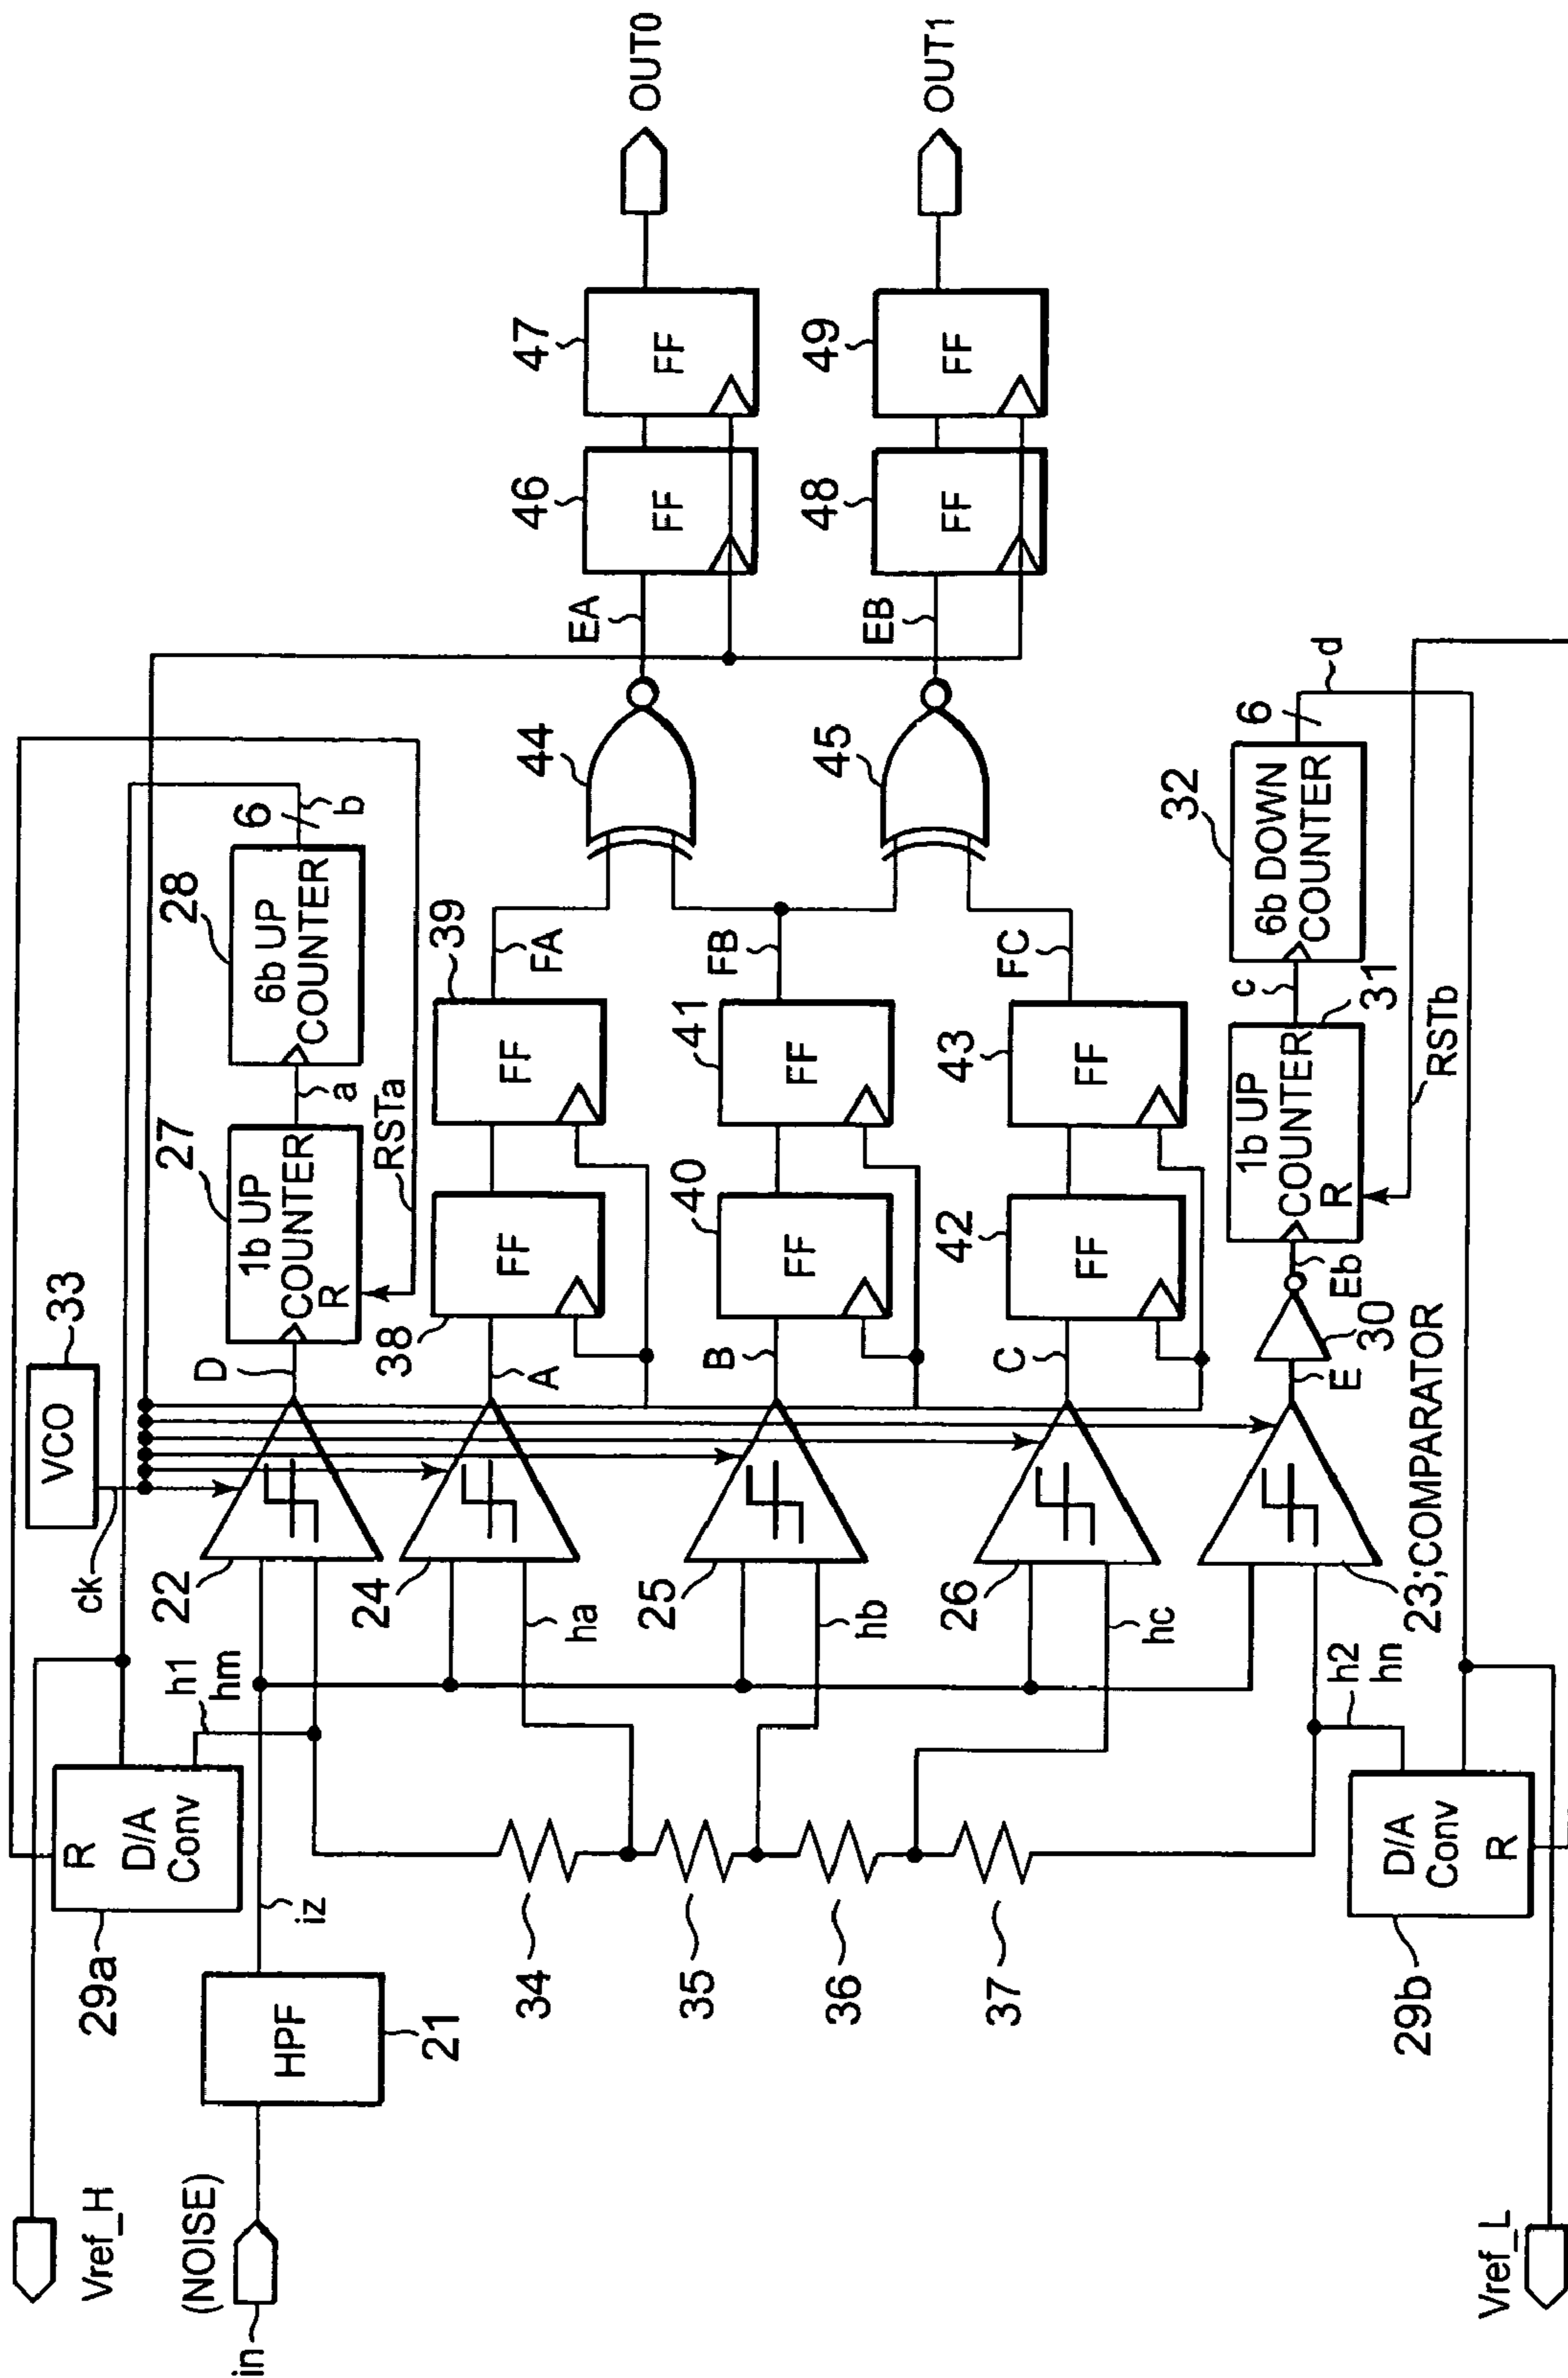 33
VCO
ck
Vref_H
29a
R
D/A
Conv
h1
hm
(NOISE)
in
HPF
21
iz
22
D
27
1b UP
COUNTER
R
a
28
6b UP
COUNTER
6
b
RSTa
24
ha
A
38
FF
39
FF
FA
25
hb
B
40
FF
41
FF
FB
26
hc
C
42
FF
43
FF
FC
44
EA
46
FF
47
FF
OUT0
45
EB
48
FF
49
FF
OUT1
34
35
36
37
23;COMPARATOR
E
30
Eb
1b UP
COUNTER
R
31
c
32
6b DOWN
COUNTER
6
d
RSTb
h2
hn
29b
D/A
Conv
R
Vref_L